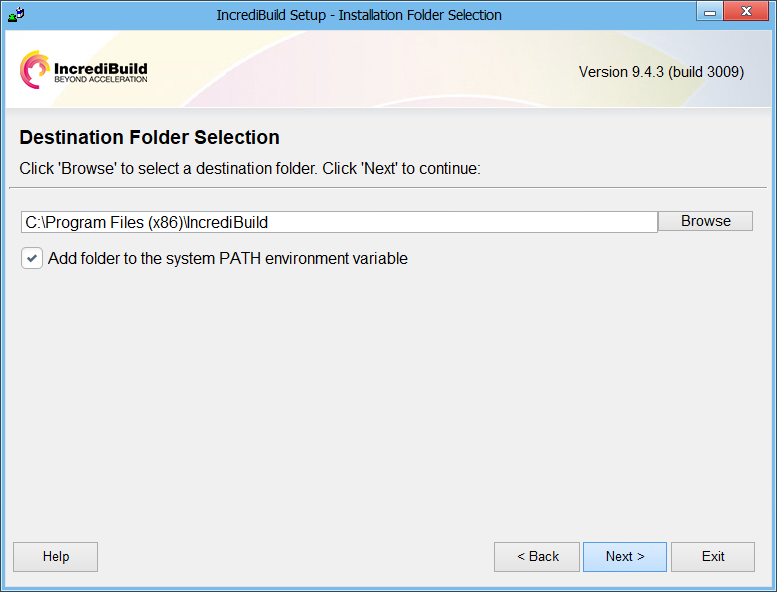 IncrediBuild Setup - Installation Folder Selection
IncrediBuild
BEYOND ACCELERATION
Version 9.4.3 (build 3009)
Destination Folder Selection
Click 'Browse' to select a destination folder. Click 'Next' to continue:
C:\Program Files (x86)\IncrediBuild
Browse
Add folder to the system PATH environment variable
Help
< Back
Next >
Exit